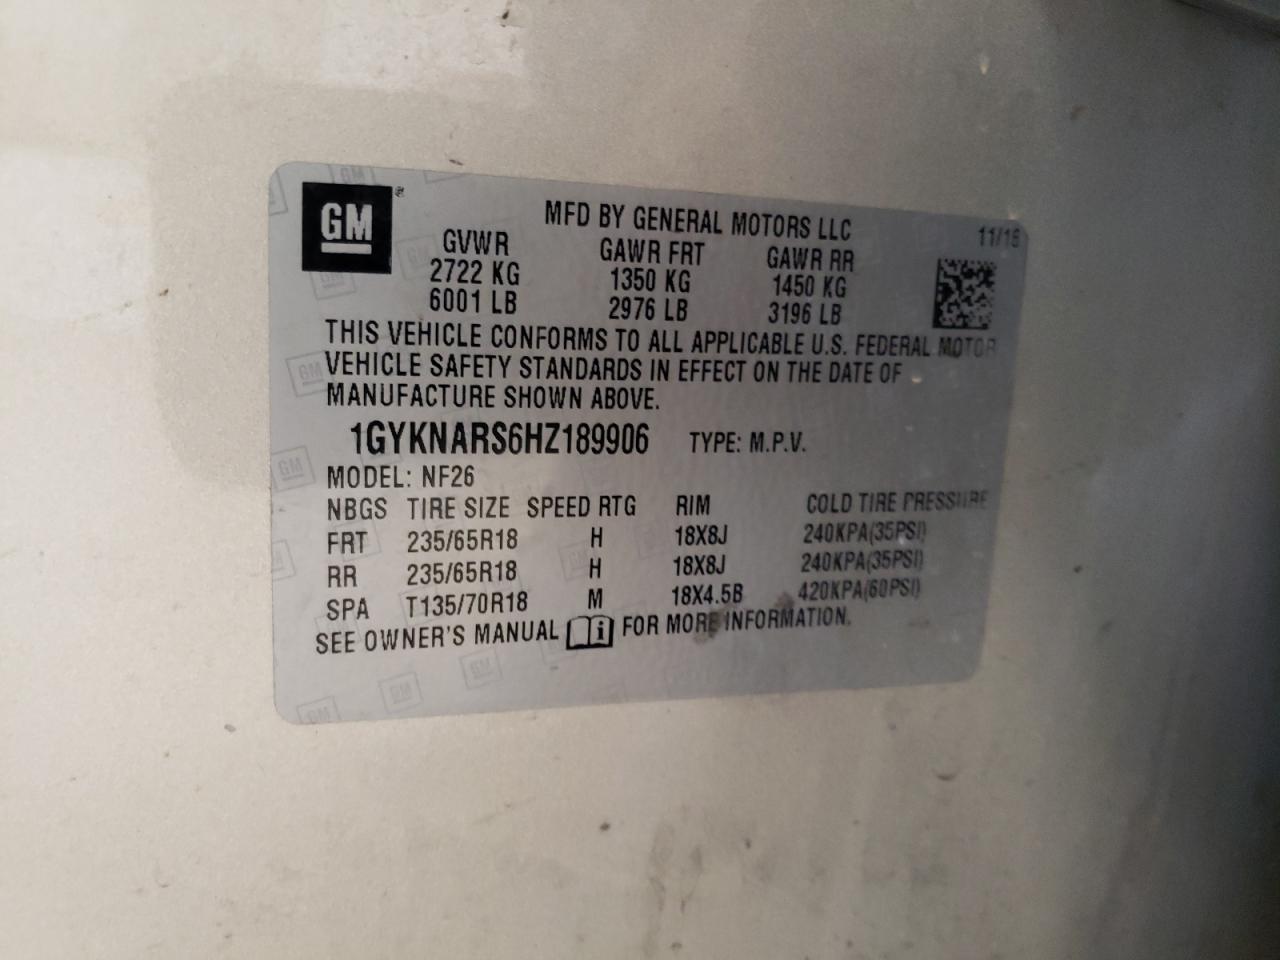 GM ®
MFD BY GENERAL MOTORS LLC 11/16
GVWR GAWR FRT GAWR RR
2722 KG 1350 KG 1450 KG
6001 LB 2976 LB 3196 LB
THIS VEHICLE CONFORMS TO ALL APPLICABLE U.S. FEDERAL MOTOR
VEHICLE SAFETY STANDARDS IN EFFECT ON THE DATE OF
MANUFACTURE SHOWN ABOVE.
1GYKNARS6HZ189906 TYPE: M.P.V.
MODEL: NF26
NBGS TIRE SIZE SPEED RTG RIM COLD TIRE PRESSURE
FRT 235/65R18 H 18X8J 240KPA(35PSI)
RR 235/65R18 H 18X8J 240KPA(35PSI)
SPA T135/70R18 M 18X4.5B 420KPA(60PSI)
SEE OWNER'S MANUAL i FOR MORE INFORMATION.